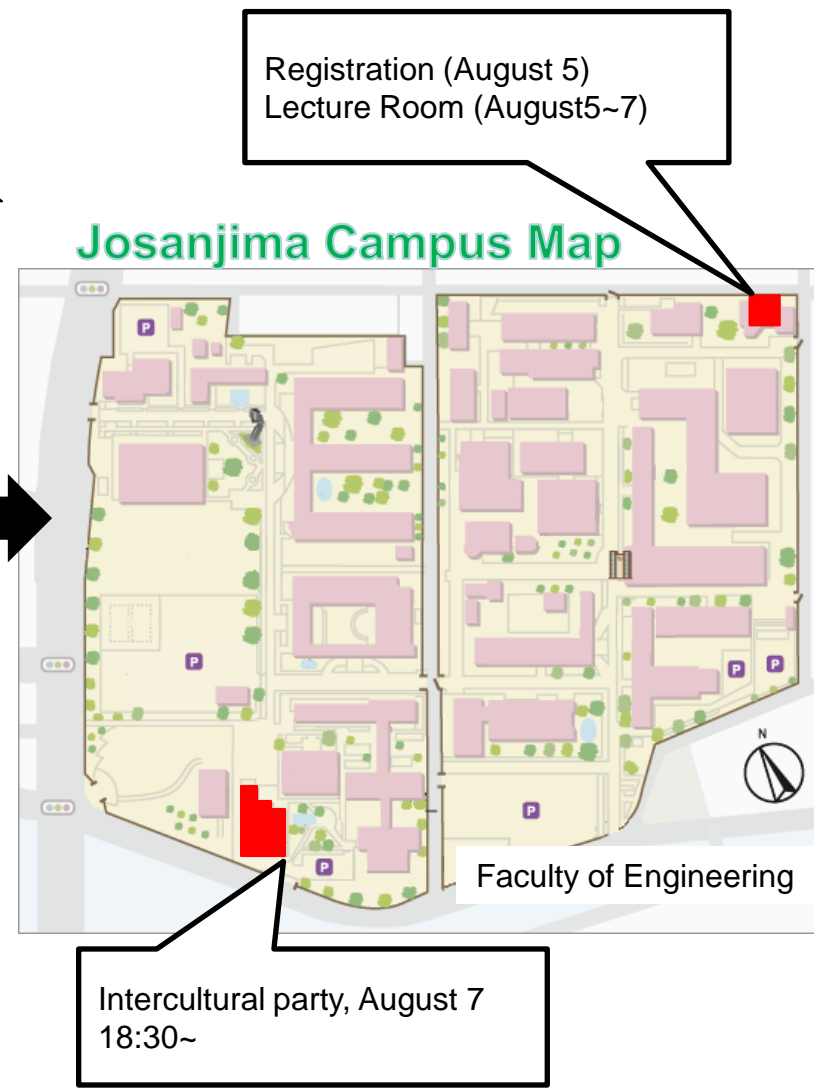 Registration (August 5)
Lecture Room (August5~7)
Josanjima Campus Map
P
P
P
P
N
P
P
Faculty of Engineering
Intercultural party, August 7
18:30~